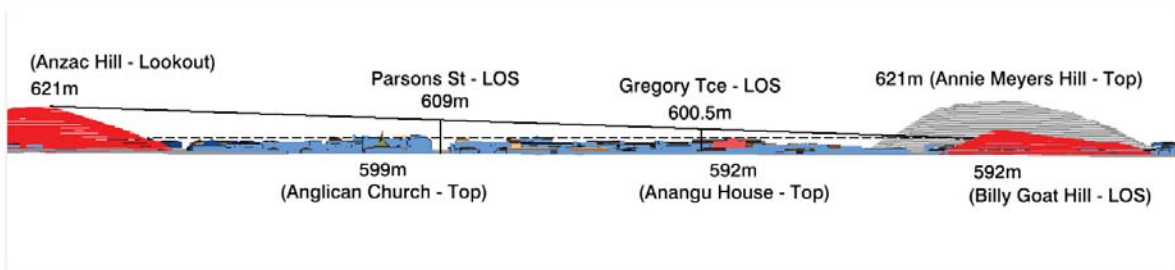 (Anzac Hill - Lookout)
621m
Parsons St - LOS
609m
Gregory Tce - LOS
600.5m
621m (Annie Meyers Hill - Top)
599m
(Anglican Church - Top)
592m
(Anangu House - Top)
592m
(Billy Goat Hill - LOS)